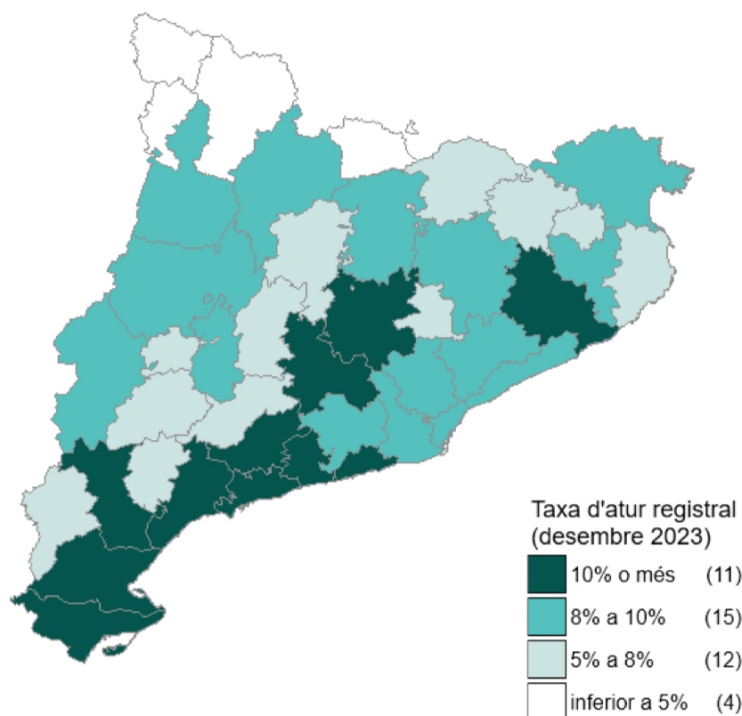 Taxa d'atur registral
(desembre 2023)
10% o més (11)
8% a 10% (15)
5% a 8% (12)
inferior a 5% (4)